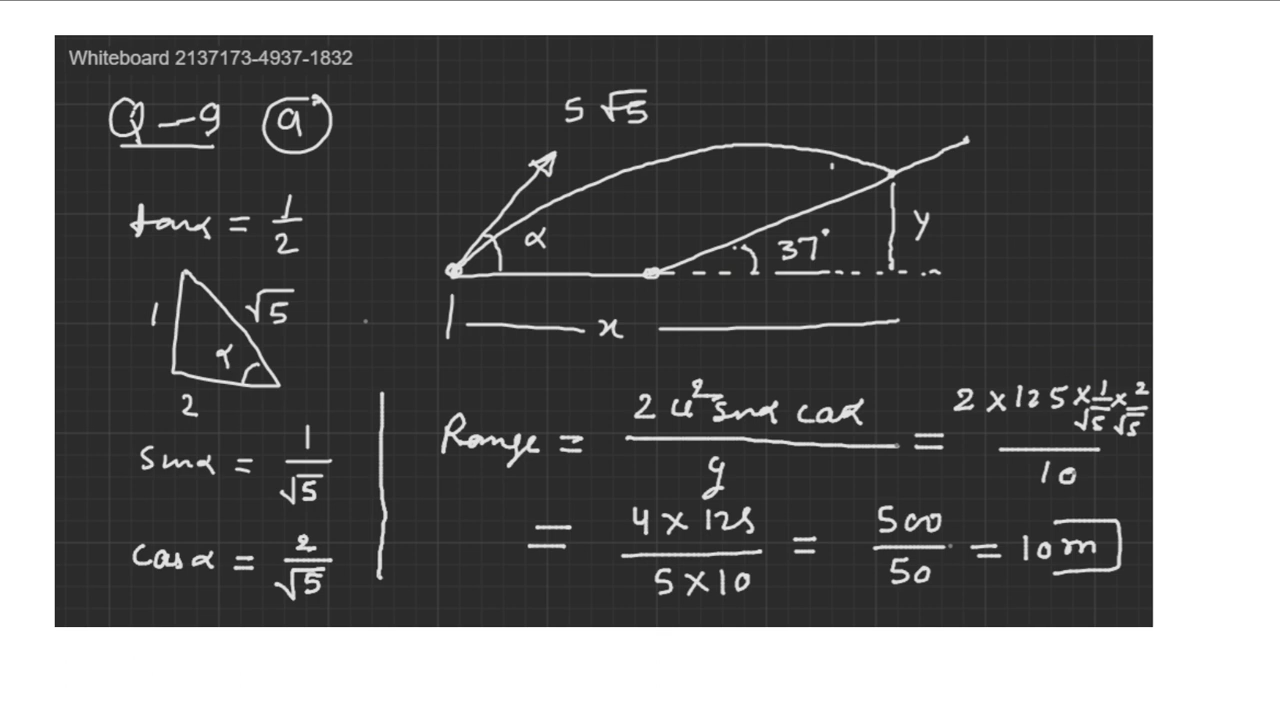 Whiteboard 2137173-4937-1832
Q-9 (a)
5√5
tanα = 1/2
α
37°
y
1
√5
α
2
x
sinα = 1/√5
cosα = 2/√5
Range = 2u²sinα cosα / g = 2×125×1/√5×2/√5 / 10
= 4×125 / 5×10 = 500/50 = 10m